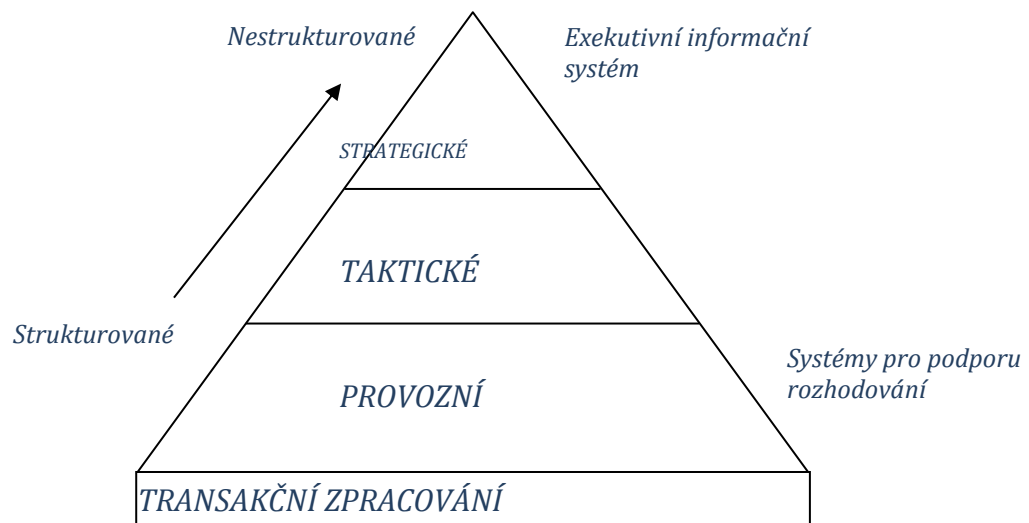 Nestrukturované
Exekutivní informační
systém
STRATEGICKÉ
TAKTICKÉ
Strukturované
Systémy pro podporu
rozhodování
PROVOZNÍ
TRANSAKČNÍ ZPRACOVÁNÍ